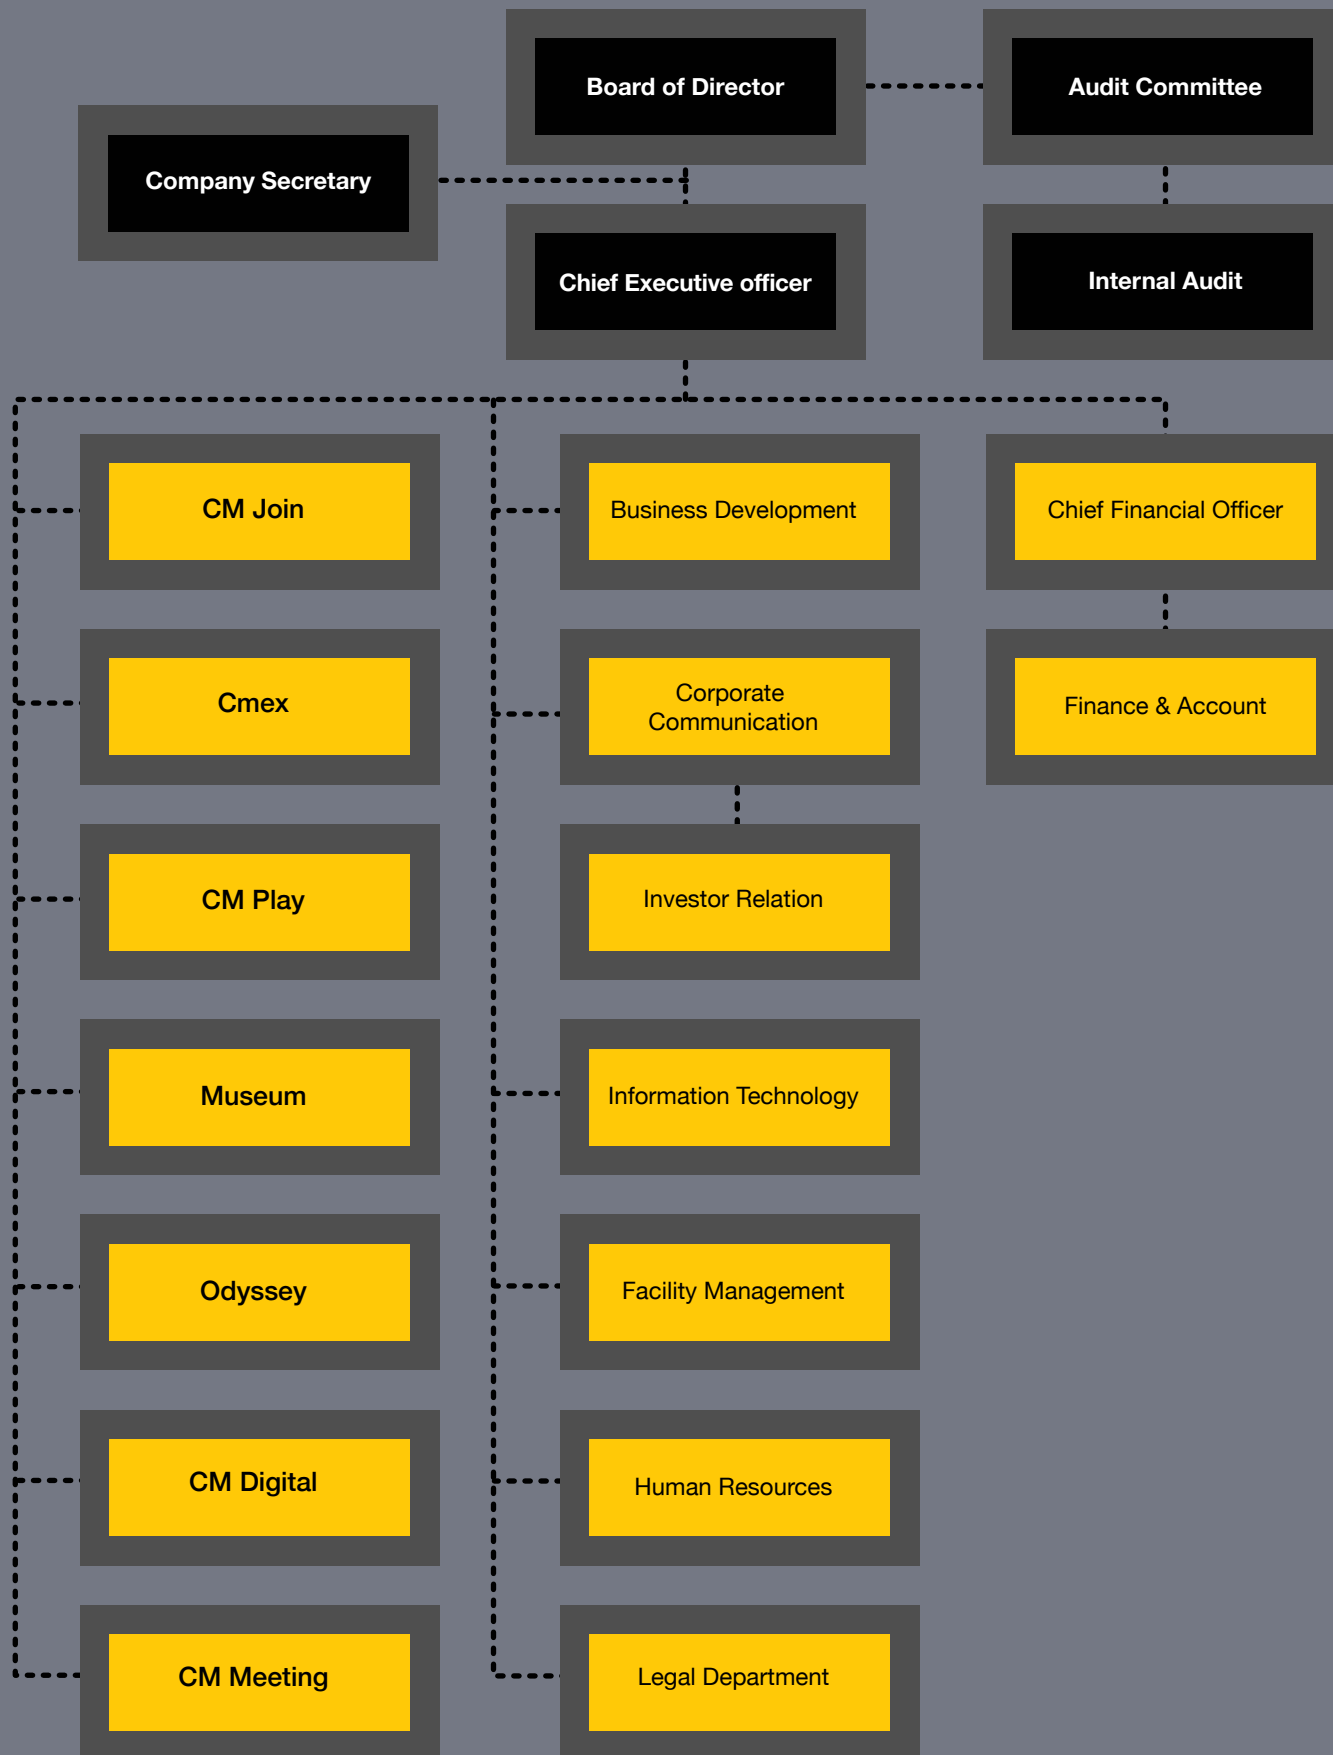 Board of Director
Audit Committee
Company Secretary
Chief Executive officer
Internal Audit
CM Join
Business Development
Chief Financial Officer
Cmex
Corporate
Communication
Finance & Account
CM Play
Investor Relation
Museum
Information Technology
Odyssey
Facility Management
CM Digital
Human Resources
CM Meeting
Legal Department